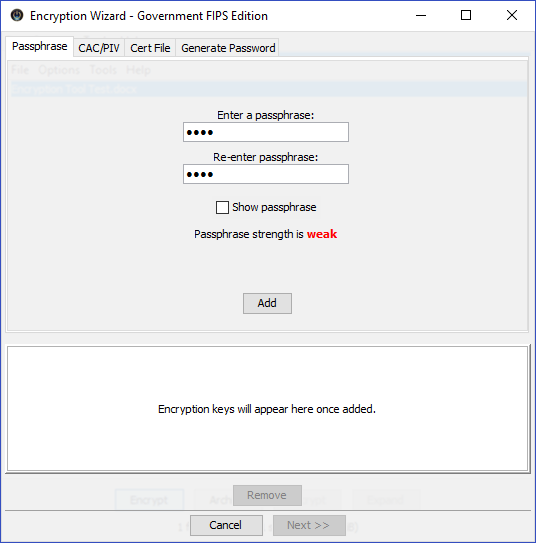 Encryption Wizard - Government FIPS Edition
Passphrase CAC/PIV Cert File Generate Password
File Options Tools Help
Enter a passphrase:
••••
Re-enter passphrase:
••••
Show passphrase
Passphrase strength is weak
Add
Encryption keys will appear here once added.
Encrypt
Remove
Cancel Next >>